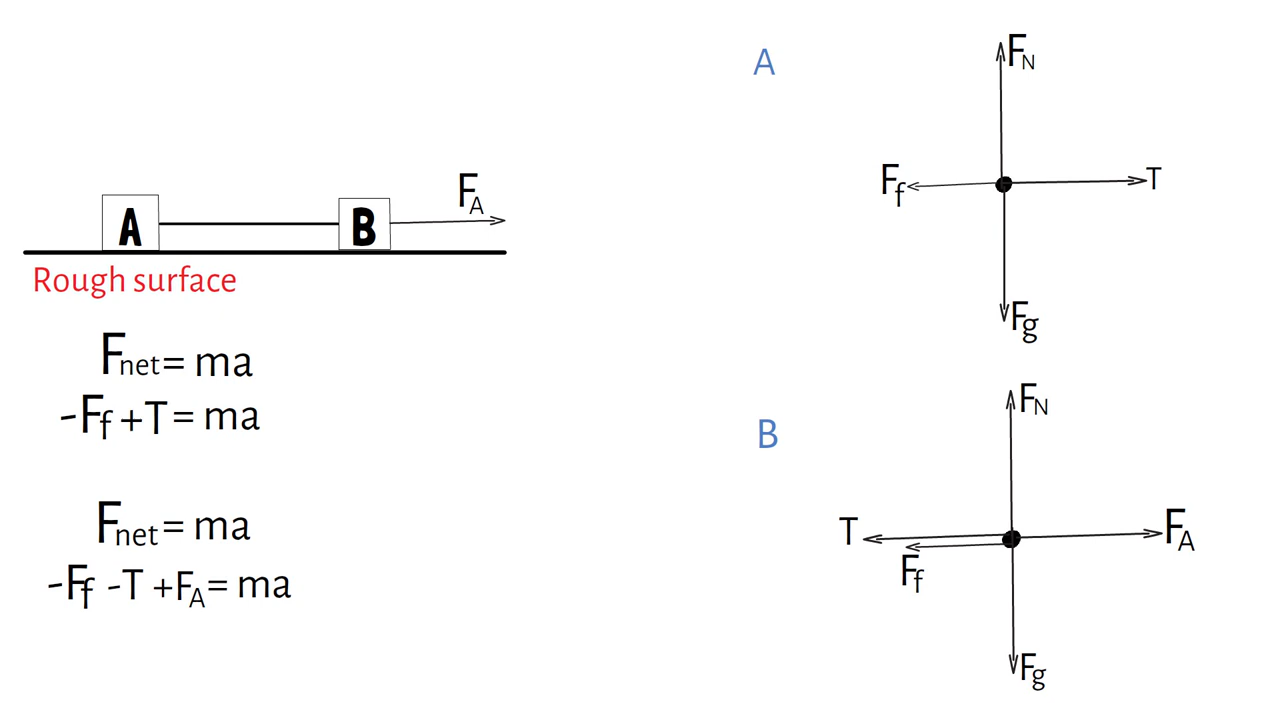 A B
F_A
Rough surface
F_net = ma
-F_f +T = ma
F_net = ma
-F_f -T +F_A = ma
A
F_N
F_f
T
F_g
B
F_N
T
F_A
F_f
F_g